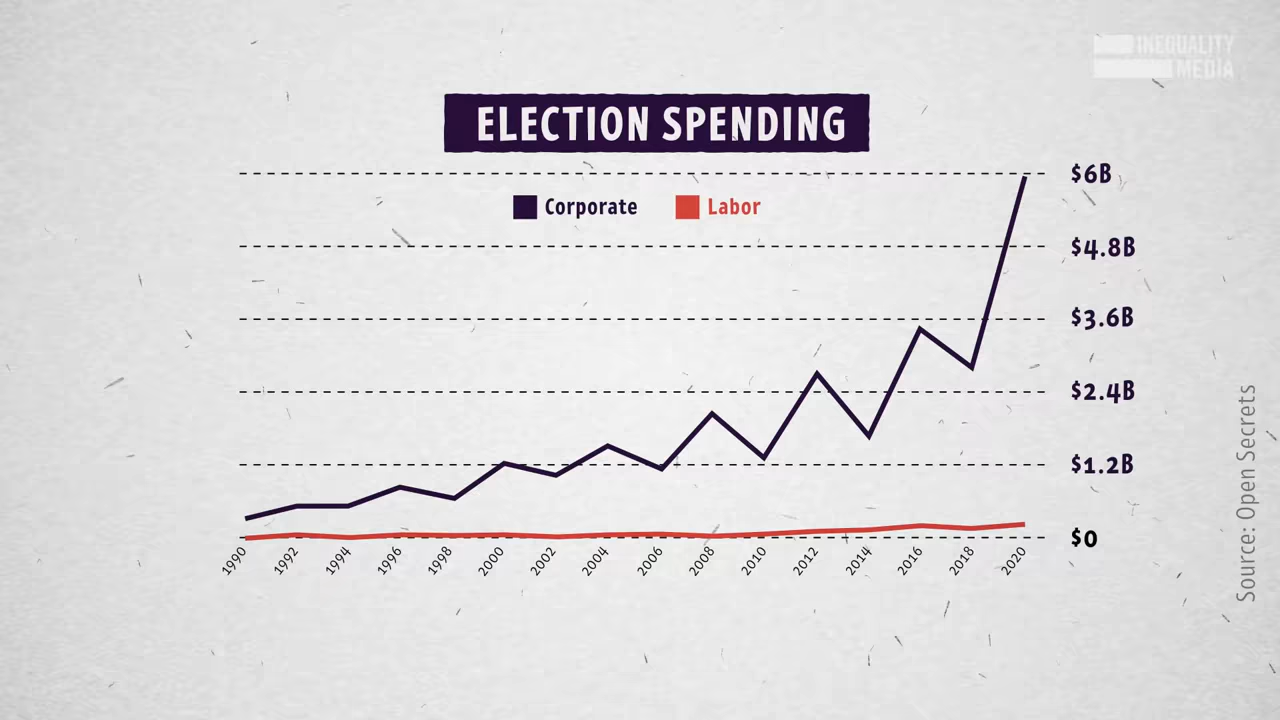 INEQUALITY
MEDIA
ELECTION SPENDING
Corporate
Labor
$6B
$4.8B
$3.6B
$2.4B
$1.2B
$0
1990
1992
1994
1996
1998
2000
2002
2004
2006
2008
2010
2012
2014
2016
2018
2020
Source: Open Secrets